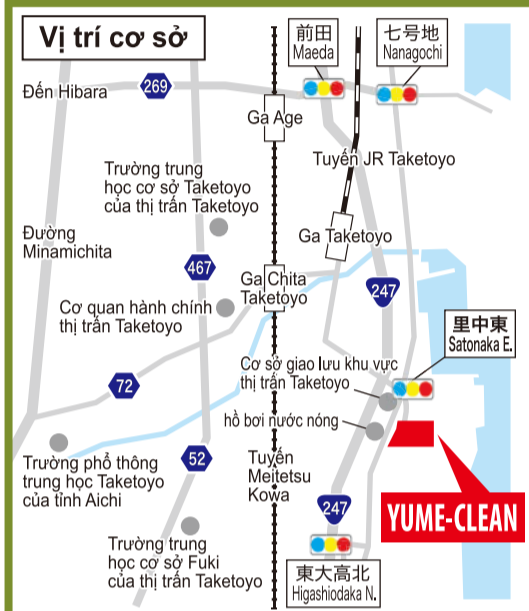 Vị trí cơ sở
前田
Maeda
七号地
Nanagochi
Đến Hibara
269
Ga Age
Tuyến JR Taketoyo
Trường trung
học cơ sở Taketoyo
của thị trấn Taketoyo
Ga Taketoyo
Đường
Minamichita
467
Ga Chita
Taketoyo
247
Cơ quan hành chính
thị trấn Taketoyo
里中東
Satonaka E.
Cơ sở giao lưu khu vực
thị trấn Taketoyo
72
hồ bơi nước nóng
Trường phổ thông
trung học Taketoyo
của tỉnh Aichi
52
Tuyến
Meitetsu
Kowa
247
YUME-CLEAN
Trường trung
học cơ sở Fuki
của thị trấn Taketoyo
東大高北
Higashiodaka N.